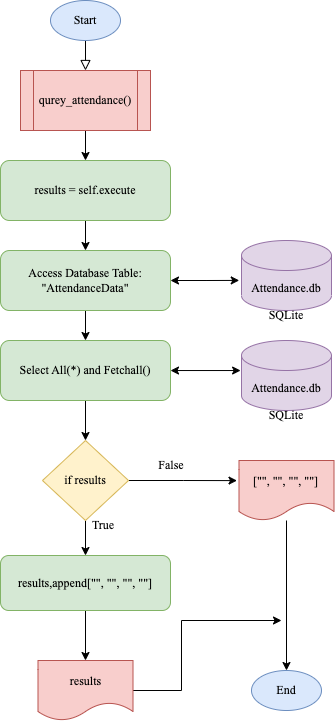 Start
qurey_attendance()
results = self.execute
Access Database Table:
"AttendanceData"
Attendance.db
SQLite
Select All(*) and Fetchall()
Attendance.db
SQLite
if results
False
["", "", "", ""]
True
results,append["", "", "", ""]
results
End